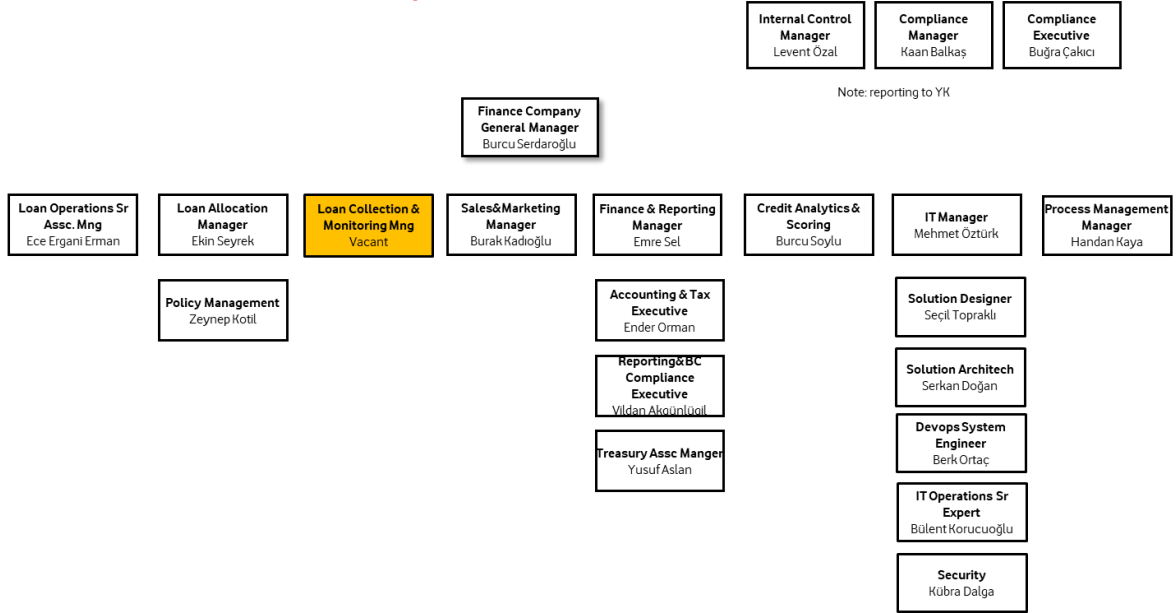 Internal Control
Manager
Levent Özal
Compliance
Manager
Kaan Balkaş
Compliance
Executive
Buğra Çakıcı
Note: reporting to YK
Finance Company
General Manager
Burcu Serdaroğlu
Loan Operations Sr
Assc. Mng
Ece Ergani Erman
Loan Allocation
Manager
Ekin Seyrek
Loan Collection &
Monitoring Mng
Vacant
Sales&Marketing
Manager
Burak Kadıoğlu
Finance & Reporting
Manager
Emre Sel
Credit Analytics &
Scoring
Burcu Soylu
IT Manager
Mehmet Öztürk
Process Management
Manager
Handan Kaya
Policy Management
Zeynep Kotil
Accounting & Tax
Executive
Ender Orman
Reporting&BC
Compliance
Executive
Vildan Akgünlügil
Treasury Assc Manger
Yusuf Aslan
Solution Designer
Seçil Topraklı
Solution Architech
Serkan Doğan
Devops System
Engineer
Berk Ortaç
IT Operations Sr
Expert
Bülent Korucuoğlu
Security
Kübra Dalga